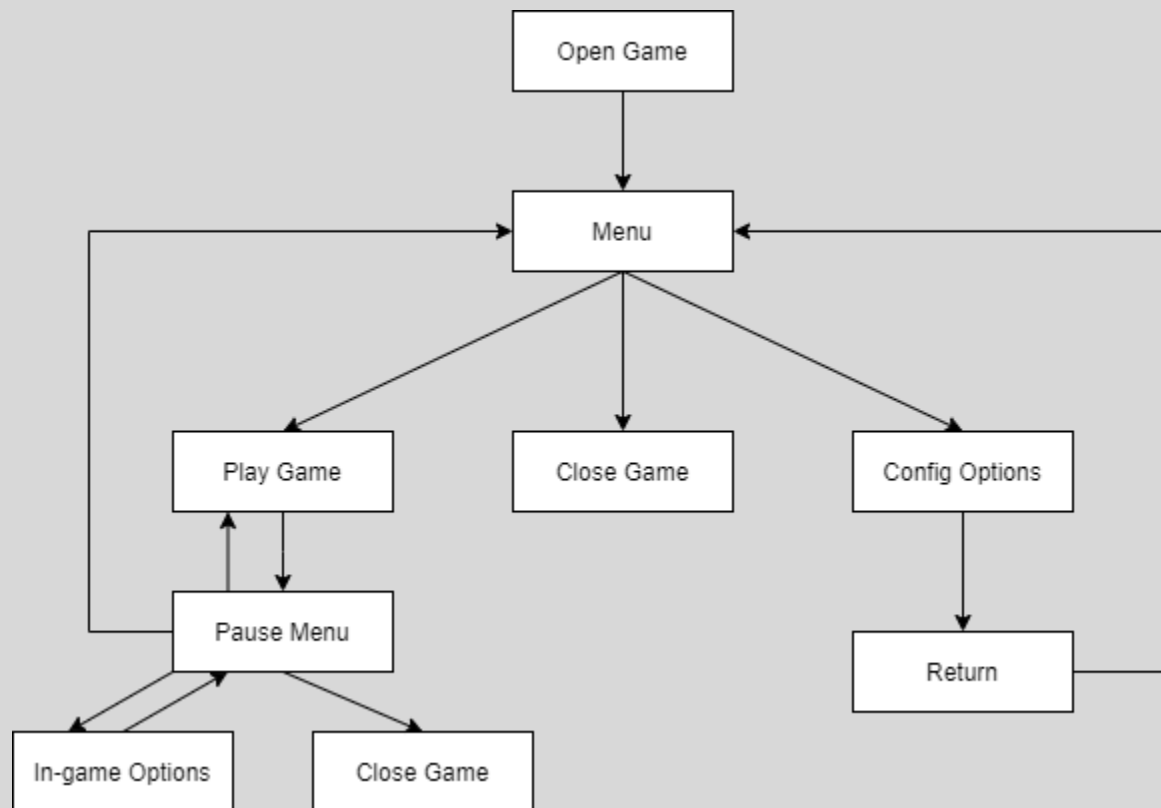 Open Game
Menu
Play Game
Close Game
Config Options
Pause Menu
Return
In-game Options
Close Game